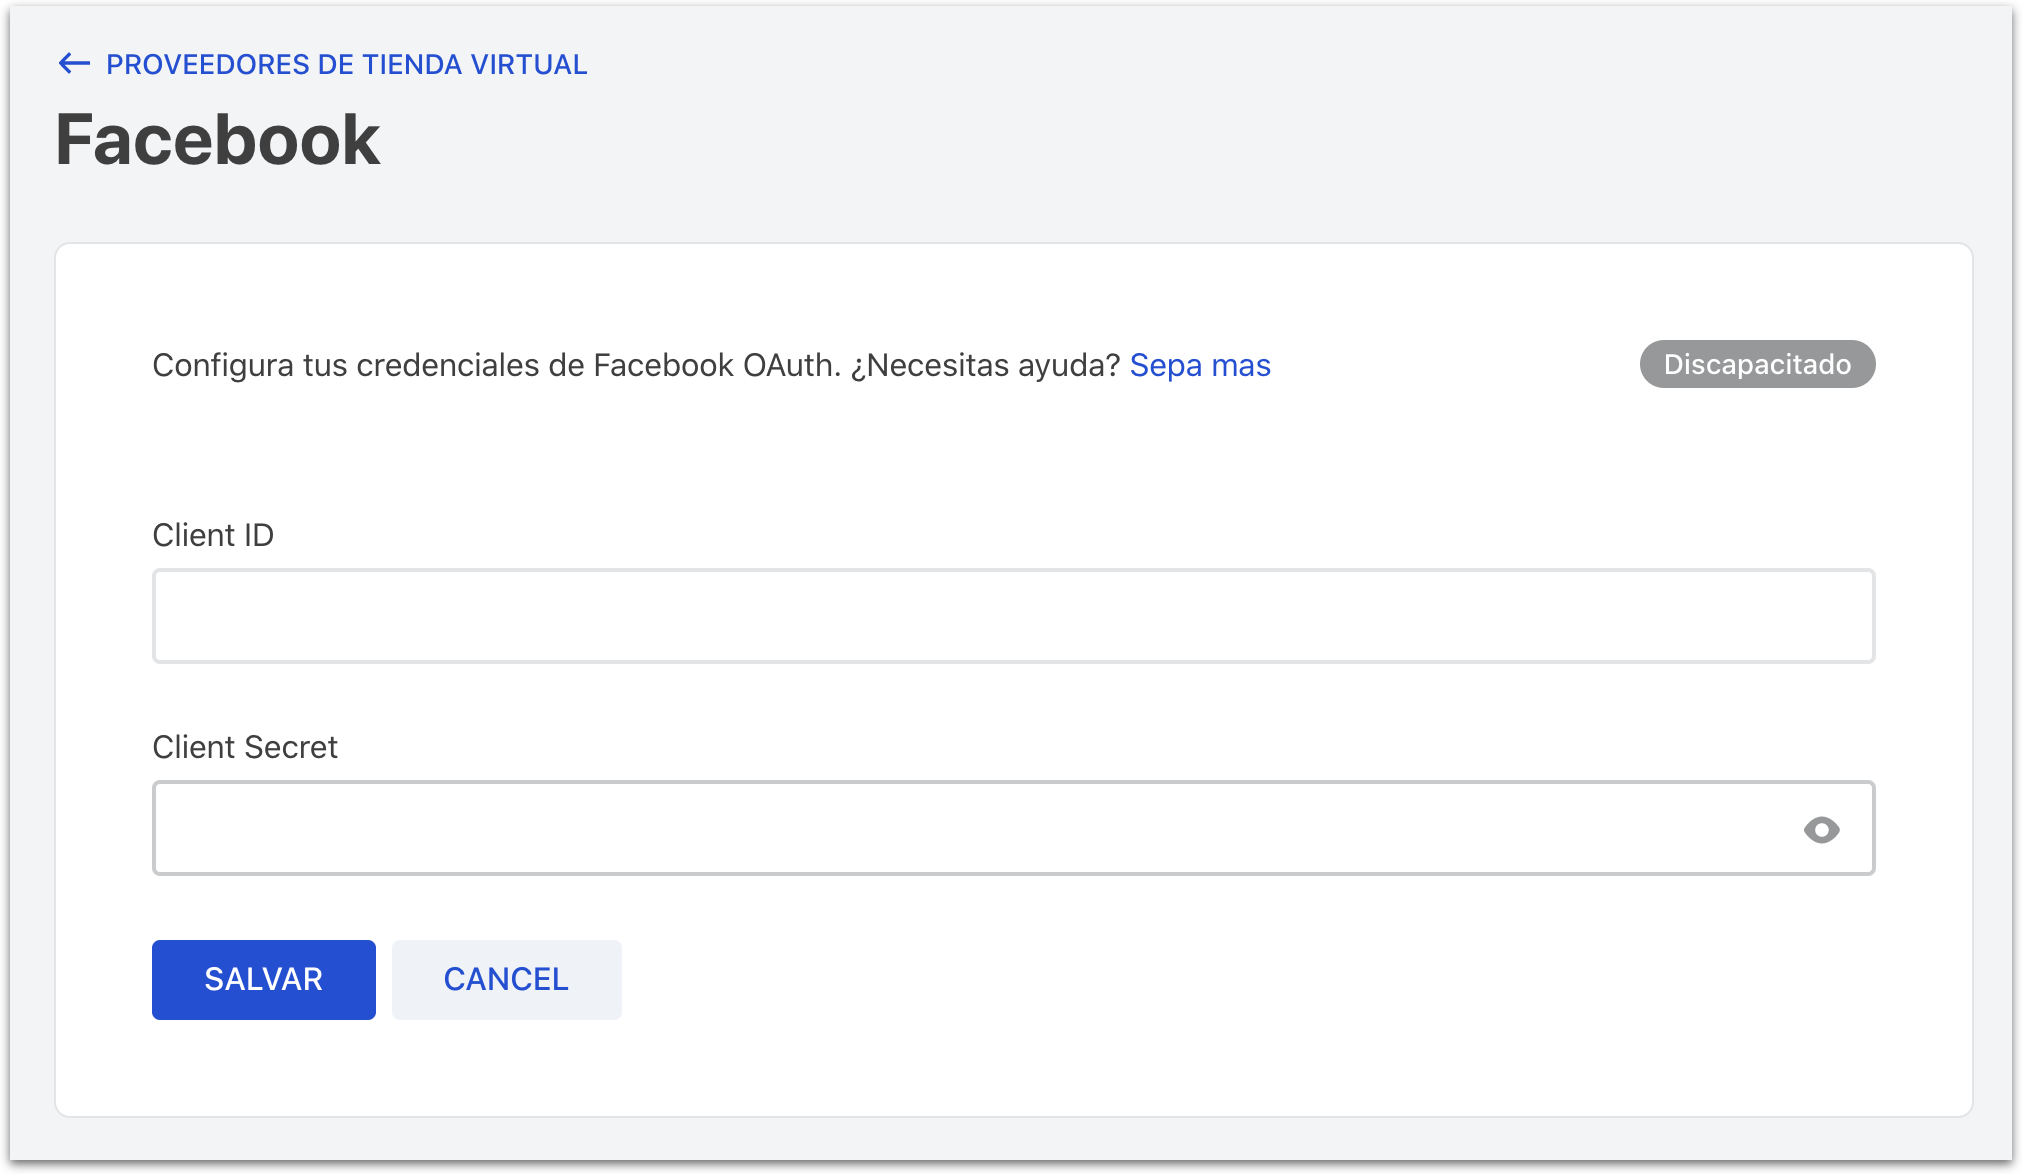 ← PROVEEDORES DE TIENDA VIRTUAL
Facebook
Configura tus credenciales de Facebook OAuth. ¿Necesitas ayuda? Sepa mas
Discapacitado
Client ID
Client Secret
SALVAR
CANCEL